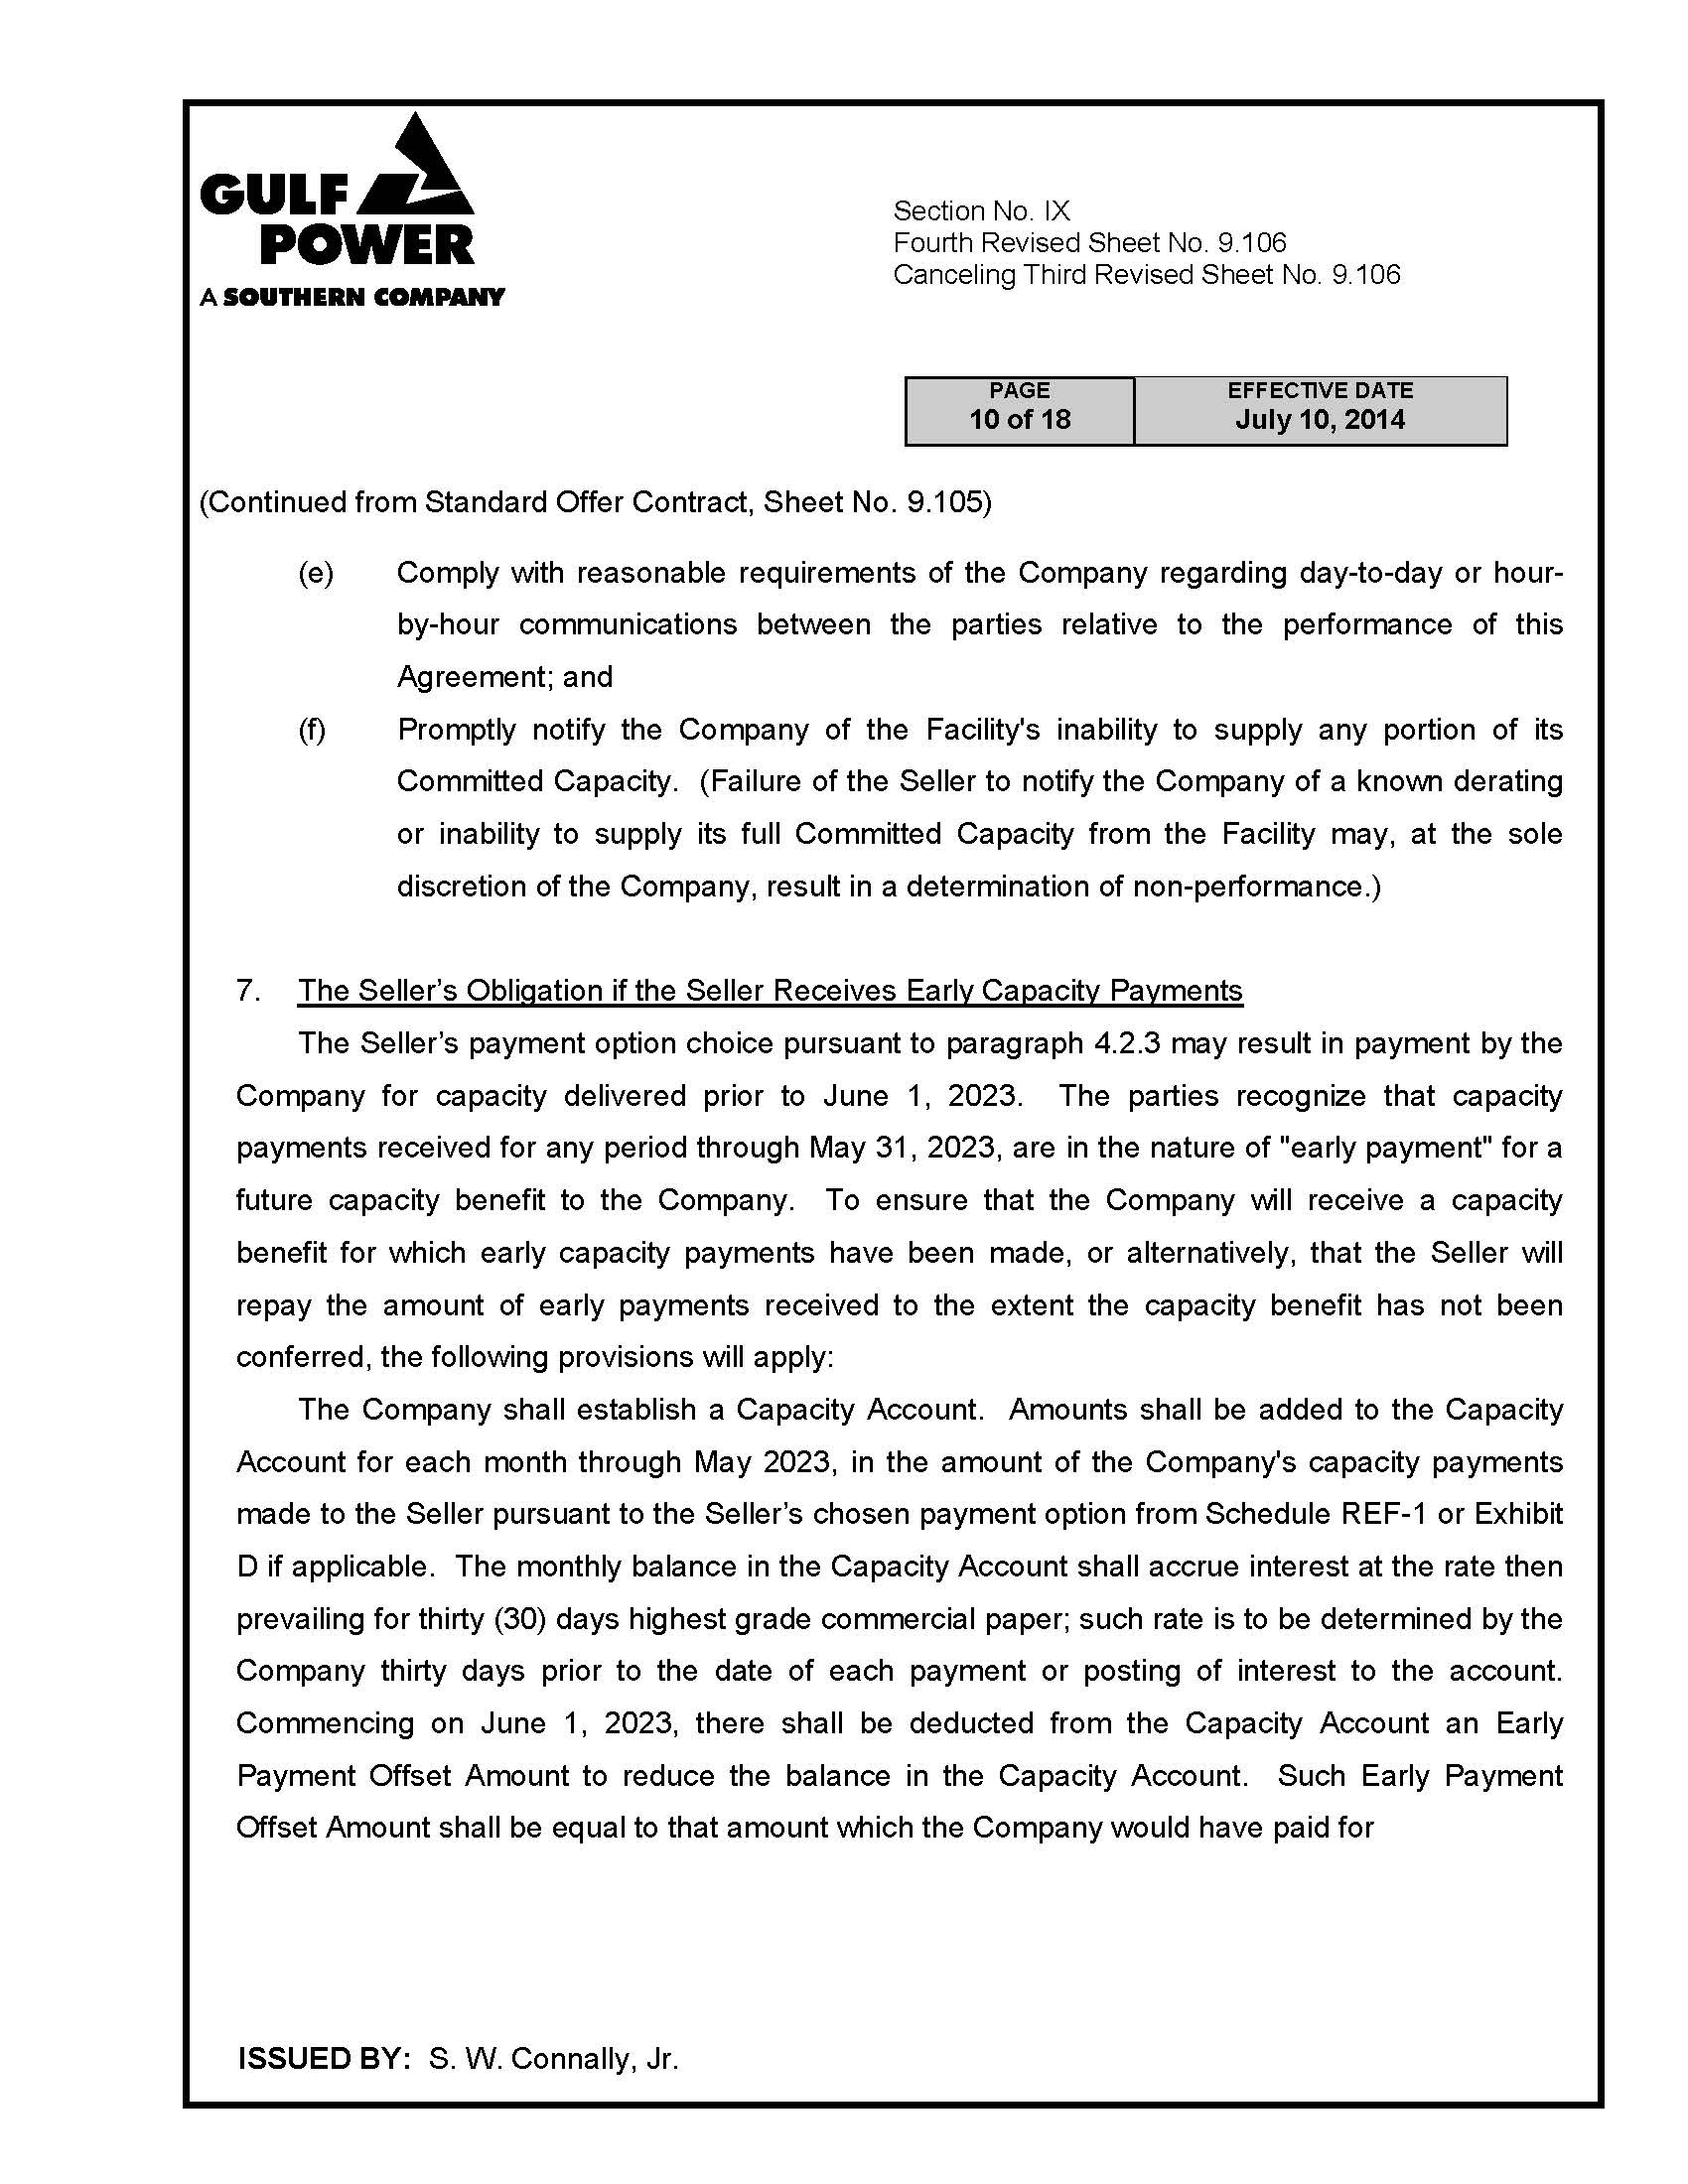 GULF
POWER
A SOUTHERN COMPANY
Section No. IX
Fourth Revised Sheet No. 9.106
Canceling Third Revised Sheet No. 9.106
PAGE
10 of 18
EFFECTIVE DATE
July 10, 2014
(Continued from Standard Offer Contract, Sheet No. 9.105)
(e) Comply with reasonable requirements of the Company regarding day-to-day or hour-
by-hour communications between the parties relative to the performance of this
Agreement; and
(f) Promptly notify the Company of the Facility's inability to supply any portion of its
Committed Capacity. (Failure of the Seller to notify the Company of a known derating
or inability to supply its full Committed Capacity from the Facility may, at the sole
discretion of the Company, result in a determination of non-performance.)
7. The Seller’s Obligation if the Seller Receives Early Capacity Payments
The Seller’s payment option choice pursuant to paragraph 4.2.3 may result in payment by the
Company for capacity delivered prior to June 1, 2023. The parties recognize that capacity
payments received for any period through May 31, 2023, are in the nature of "early payment" for a
future capacity benefit to the Company. To ensure that the Company will receive a capacity
benefit for which early capacity payments have been made, or alternatively, that the Seller will
repay the amount of early payments received to the extent the capacity benefit has not been
conferred, the following provisions will apply:
The Company shall establish a Capacity Account. Amounts shall be added to the Capacity
Account for each month through May 2023, in the amount of the Company's capacity payments
made to the Seller pursuant to the Seller’s chosen payment option from Schedule REF-1 or Exhibit
D if applicable. The monthly balance in the Capacity Account shall accrue interest at the rate then
prevailing for thirty (30) days highest grade commercial paper; such rate is to be determined by the
Company thirty days prior to the date of each payment or posting of interest to the account.
Commencing on June 1, 2023, there shall be deducted from the Capacity Account an Early
Payment Offset Amount to reduce the balance in the Capacity Account. Such Early Payment
Offset Amount shall be equal to that amount which the Company would have paid for
ISSUED BY: S. W. Connally, Jr.